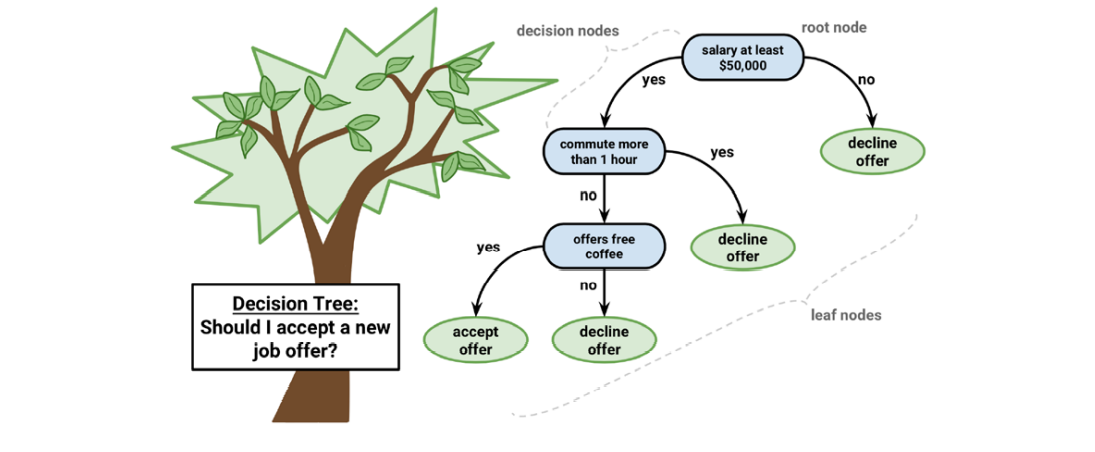 decision nodes
root node
salary at least
$50,000
yes
no
commute more
than 1 hour
decline
offer
yes
no
offers free
coffee
decline
offer
yes
no
Decision Tree:
Should I accept a new
job offer?
accept
offer
decline
offer
leaf nodes